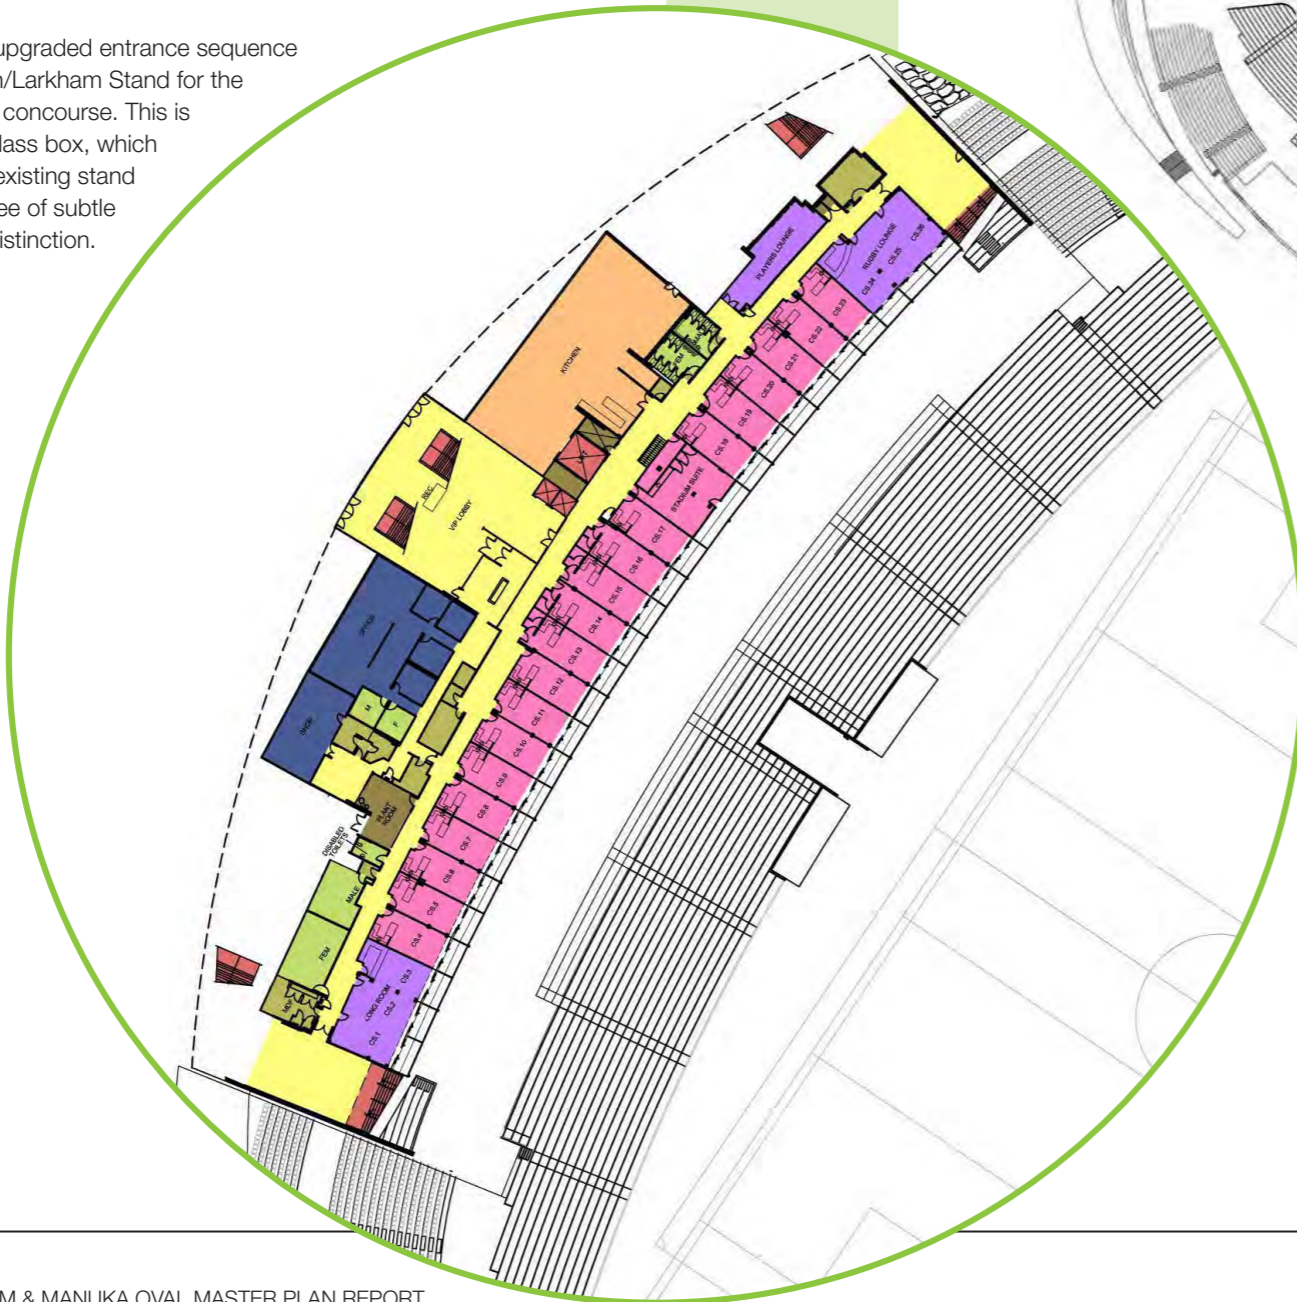 upgraded entrance sequence
n/Larkham Stand for the
concourse. This is
lass box, which
existing stand
ee of subtle
istinction.
PLAYERS LOUNGE
RUGBY LOUNGE
CS.26
CS.25
CS.24
CS.23
CS.22
CS.21
CS.20
CS.19
CS.18
KITCHEN
FEM
LIFT
STADIUM SUITE
REC
VIP LOBBY
CS.17
CS.16
CS.15
CS.14
CS.13
CS.12
CS.11
CS.10
CS.9
CS.8
CS.7
CS.6
CS.5
CS.4
OFFICE
SHOP
M
F
PLANT
ROOM
DISABLED
TOILETS
MALE
FEM
MDF
LONG ROOM
CS.3
CS.2
CS.1
M & MANUKA OVAL MASTER PLAN REPORT